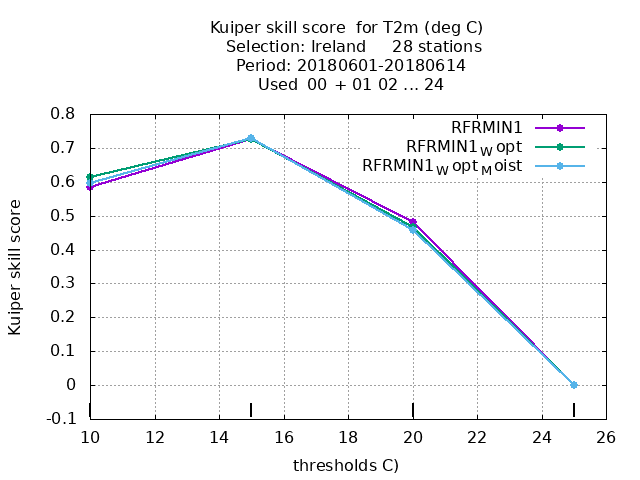 Kuiper skill score  for T2m (deg C)
Selection: Ireland     28 stations
Period: 20180601-20180614
Used  00  + 01 02 ... 24
RFRMIN1
RFRMIN1Wopt
RFRMIN1WoptMoist
Kuiper skill score
0.8
0.7
0.6
0.5
0.4
0.3
0.2
0.1
0
-0.1
10 12 14 16 18 20 22 24 26
thresholds C)